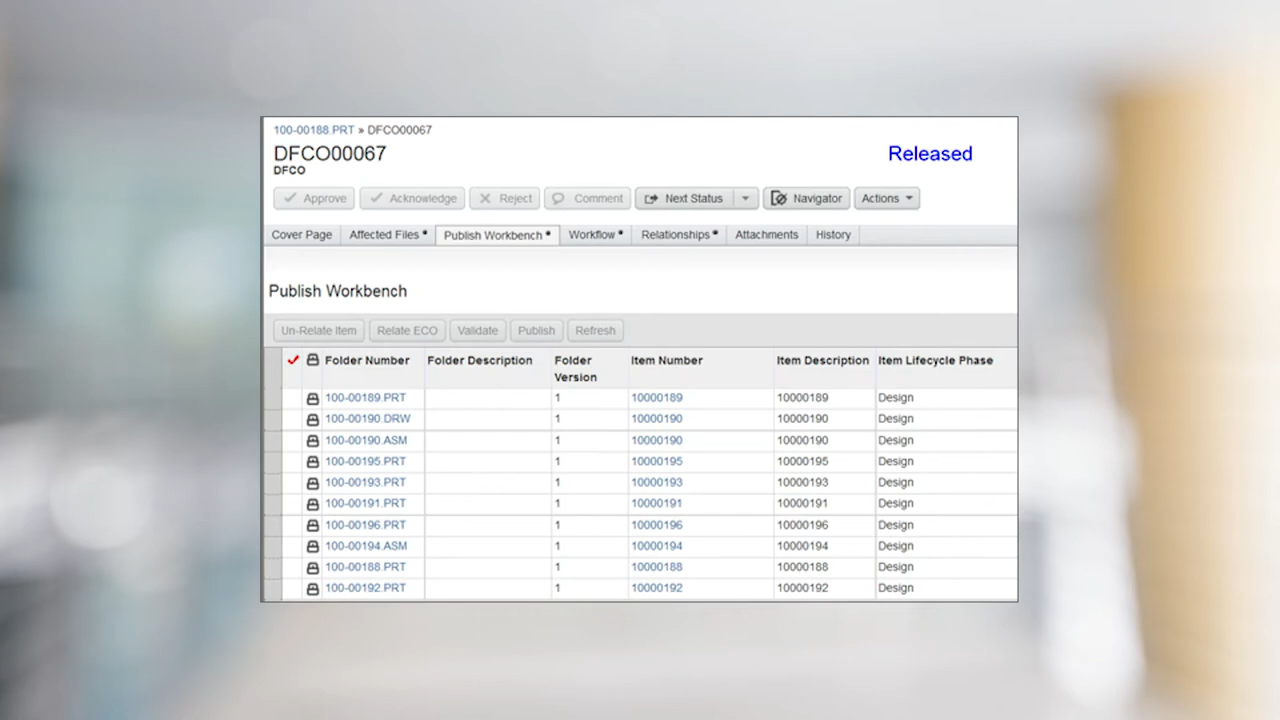 100-00188.PRT » DFCO00067
DFCO00067
Released
DFCO
Approve Acknowledge Reject Comment Next Status Navigator Actions
Cover Page Affected Files Publish Workbench Workflow Relationships Attachments History
Publish Workbench
Un-Relate Item Relate ECO Validate Publish Refresh
Folder Number Folder Description Folder Version Item Number Item Description Item Lifecycle Phase
100-00189.PRT 1 10000189 10000189 Design
100-00190.DRW 1 10000190 10000190 Design
100-00190.ASM 1 10000190 10000190 Design
100-00195.PRT 1 10000195 10000195 Design
100-00193.PRT 1 10000193 10000193 Design
100-00191.PRT 1 10000191 10000191 Design
100-00196.PRT 1 10000196 10000196 Design
100-00194.ASM 1 10000194 10000194 Design
100-00188.PRT 1 10000188 10000188 Design
100-00192.PRT 1 10000192 10000192 Design